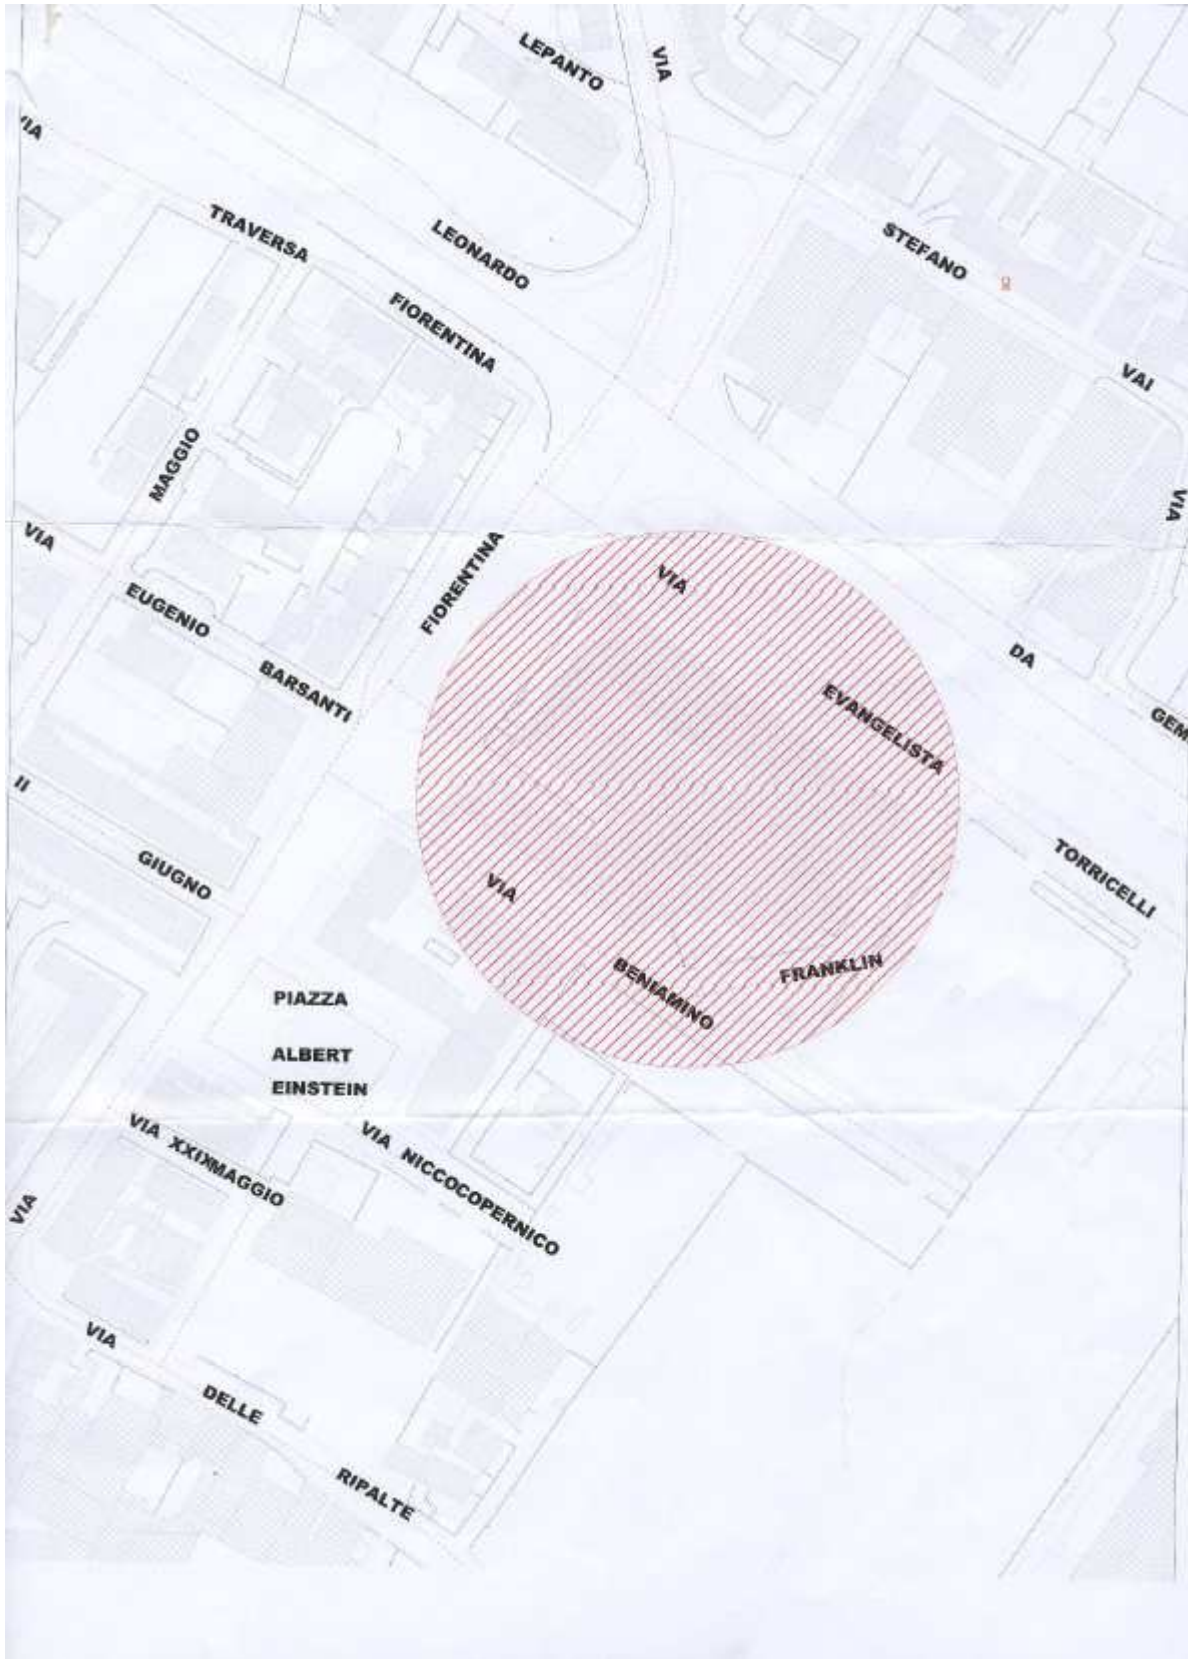 LEPANTO
VIA
VIA
TRAVERSA
LEONARDO
STEFANO
FIORENTINA
VAI
MAGGIO
VIA
VIA
FIORENTINA
VIA
EUGENIO
DA
BARSANTI
EVANGELISTA
GEM
II
GIUGNO
TORRICELLI
VIA
BENIAMINO
FRANKLIN
PIAZZA
ALBERT
EINSTEIN
VIA XXIXMAGGIO
VIA NICCOCOPERNICO
VIA
VIA
DELLE
RIPALTE